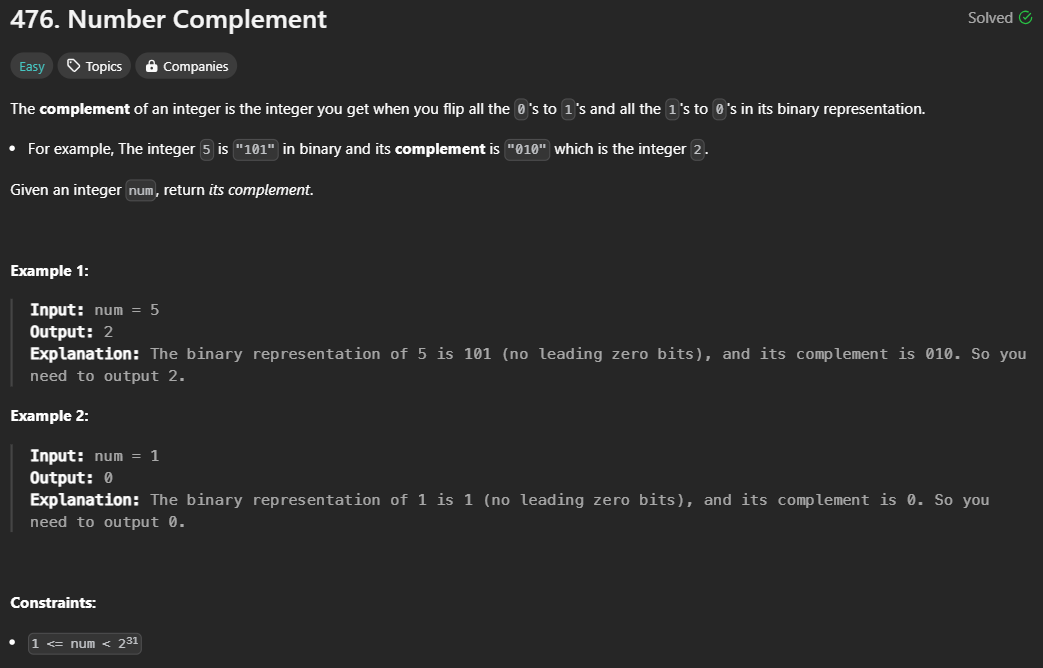 476. Number Complement
Solved
Easy
Topics
Companies
The complement of an integer is the integer you get when you flip all the 0's to 1's and all the 1's to 0's in its binary representation.
• For example, The integer 5 is "101" in binary and its complement is "010" which is the integer 2.
Given an integer num, return its complement.
Example 1:
Input: num = 5
Output: 2
Explanation: The binary representation of 5 is 101 (no leading zero bits), and its complement is 010. So you
need to output 2.
Example 2:
Input: num = 1
Output: 0
Explanation: The binary representation of 1 is 1 (no leading zero bits), and its complement is 0. So you
need to output 0.
Constraints:
• 1 <= num < 2³¹